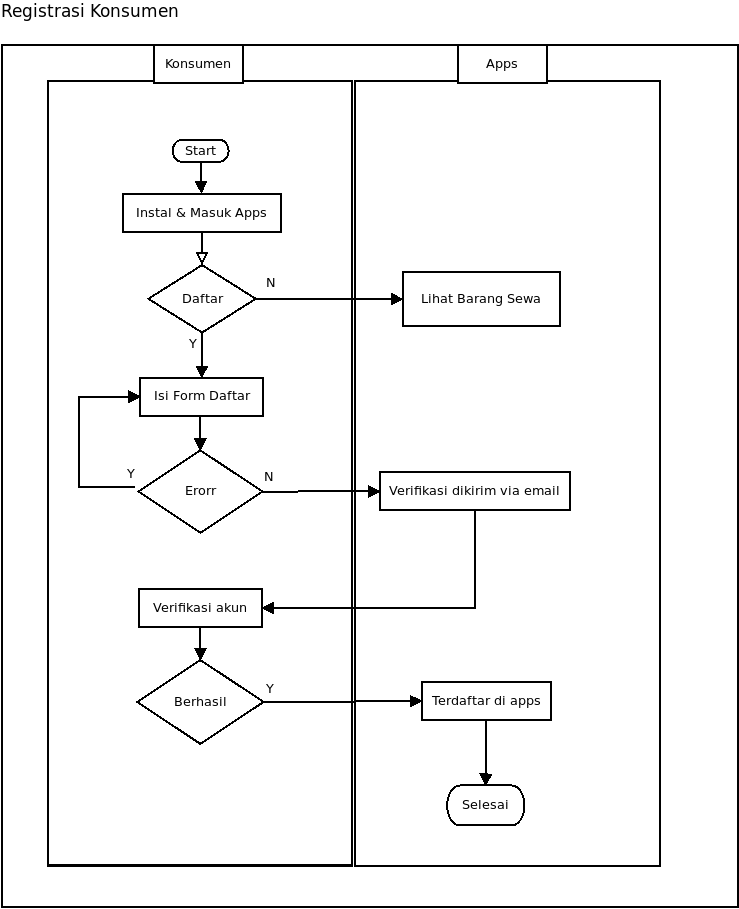 Registrasi Konsumen
Konsumen
Apps
Start
Instal & Masuk Apps
Daftar
N
Lihat Barang Sewa
Y
Isi Form Daftar
Y
Erorr
N
Verifikasi dikirim via email
Verifikasi akun
Berhasil
Y
Terdaftar di apps
Selesai